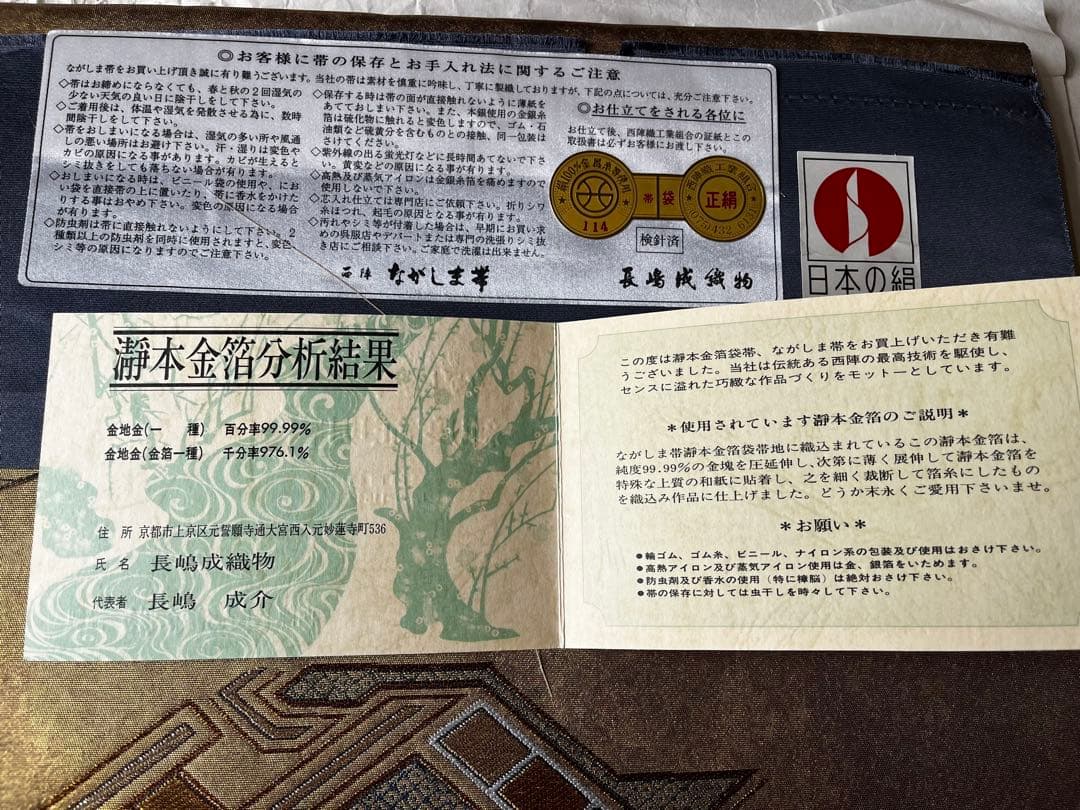 ◎お客様に帯の保存とお手入れ法に関するご注意
ながしま帯をお買い上げ頂き誠に有り難うございます。当社の帯は素材を慎重に吟味し、丁寧に製織しておりますが、下記の点については、充分ご注意下さい。
◇帯はお締めにならなくても、春と秋の2回湿気の
少ない天気の良い日に陰干しをして下さい。
◇ご着用後は、体温や湿気を発散させる為に、数時
間陰干しをして下さい。
◇帯をおしまいになる場合は、湿気の多い所や風通
しの悪い場所はお避け下さい。汗・湿りは変色や
カビの原因になる事があります。カビが生えると
シミ抜きをしても落ちない場合が有ります。
◇おしまいになる時は、ビニール袋の使用や、にお
い袋を直接帯の上に置いたり、帯に香水をかけた
りする事はおやめ下さい。変色の原因になる場合
が有ります。
◇防虫剤は帯に直接触れないようにして下さい。2
種類以上の防虫剤を同時に使用されますと、変色、
シミ等の原因になりますのでご注意下さい。
◇保存する時は帯の面が直接触れないように薄紙を
あてておしまい下さい。また、本銀使用の金銀糸
箔は硫化物に触れると変色しますので、ゴム・石
油類など硫黄分を含むものとの接触、同一包装は
さけてください。
◇紫外線の出る蛍光灯などに長時間あてないで下さ
い。黄変などの原因になる事が有ります。
◇高熱及び蒸気アイロンは金銀糸箔を痛めますので
使用しないで下さい。
◇芯入れ仕立ては専門店にご依頼下さい。折りシワ
糸はつれ、起毛の原因となる事が有ります。
◇汚れやシミ等が付着した場合は、早期にお買い求
めの呉服店やデパートまたは専門の洗張りシミ抜
き店にご相談下さい。ご家庭で洗濯は出来ません。
◎お仕立てをされる各位に
お仕立て後、西陣織工業組合の証紙とこの
取扱書は必ずお客様にお渡し下さい。
114
帯 袋
西陣織工業組合
正絹
(075)432-6131
検針済
西陣 ながしま帯
長嶋成織物
日本の絹
瀞本金箔分析結果
金地金(一 種) 百分率99.99%
金地金(金箔一種) 千分率976.1%
住 所 京都市上京区元誓願寺通大宮西入元妙蓮寺町536
氏 名 長嶋成織物
代表者 長嶋 成介
この度は瀞本金箔袋帯、ながしま帯をお買上げいただき有難
うございました。当社は伝統ある西陣の最高技術を駆使し、
センスに溢れた巧緻な作品づくりをモットーとしています。
*使用されています瀞本金箔のご説明*
ながしま帯瀞本金箔袋帯地に織込まれているこの瀞本金箔は、
純度99.99%の金塊を圧延伸し、次第に薄く展伸して瀞本金箔を
特殊な上質の和紙に貼着し、之を細く裁断して箔糸にしたもの
を織込み作品に仕上げました。どうか末永くご愛用下さいませ。
*お願い*
●輪ゴム、ゴム糸、ビニール、ナイロン系の包装及び使用はおさけ下さい。
●高熱アイロン及び蒸気アイロン使用は金、銀箔をいためます。
●防虫剤及び香水の使用(特に樟脳)は絶対おさけ下さい。
●帯の保存に対しては虫干しを時々して下さい。